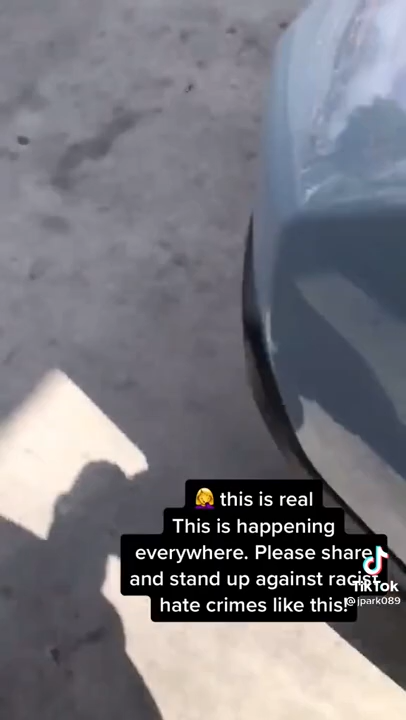 🤦‍♀️ this is real
This is happening
everywhere. Please share
and stand up against racist
hate crimes like this!
TikTok
@jpark089